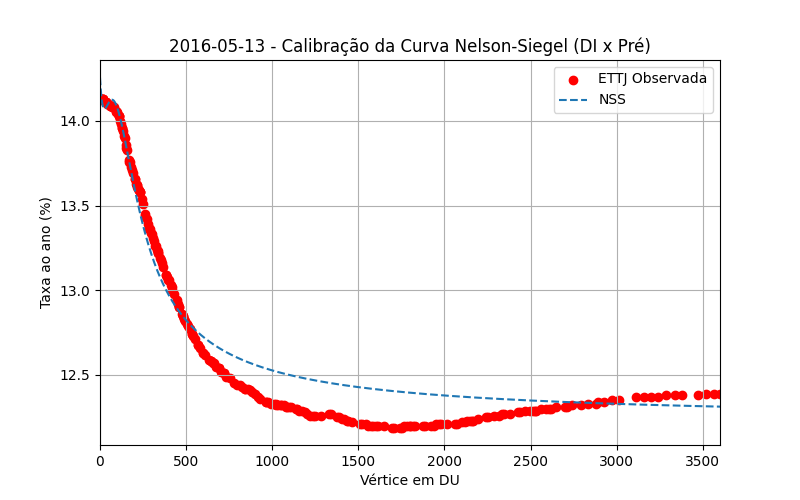 2016-05-13 - Calibração da Curva Nelson-Siegel (DI x Pré)
ETTJ Observada
NSS
Taxa ao ano (%)
14.0
13.5
13.0
12.5
0 500 1000 1500 2000 2500 3000 3500
Vértice em DU